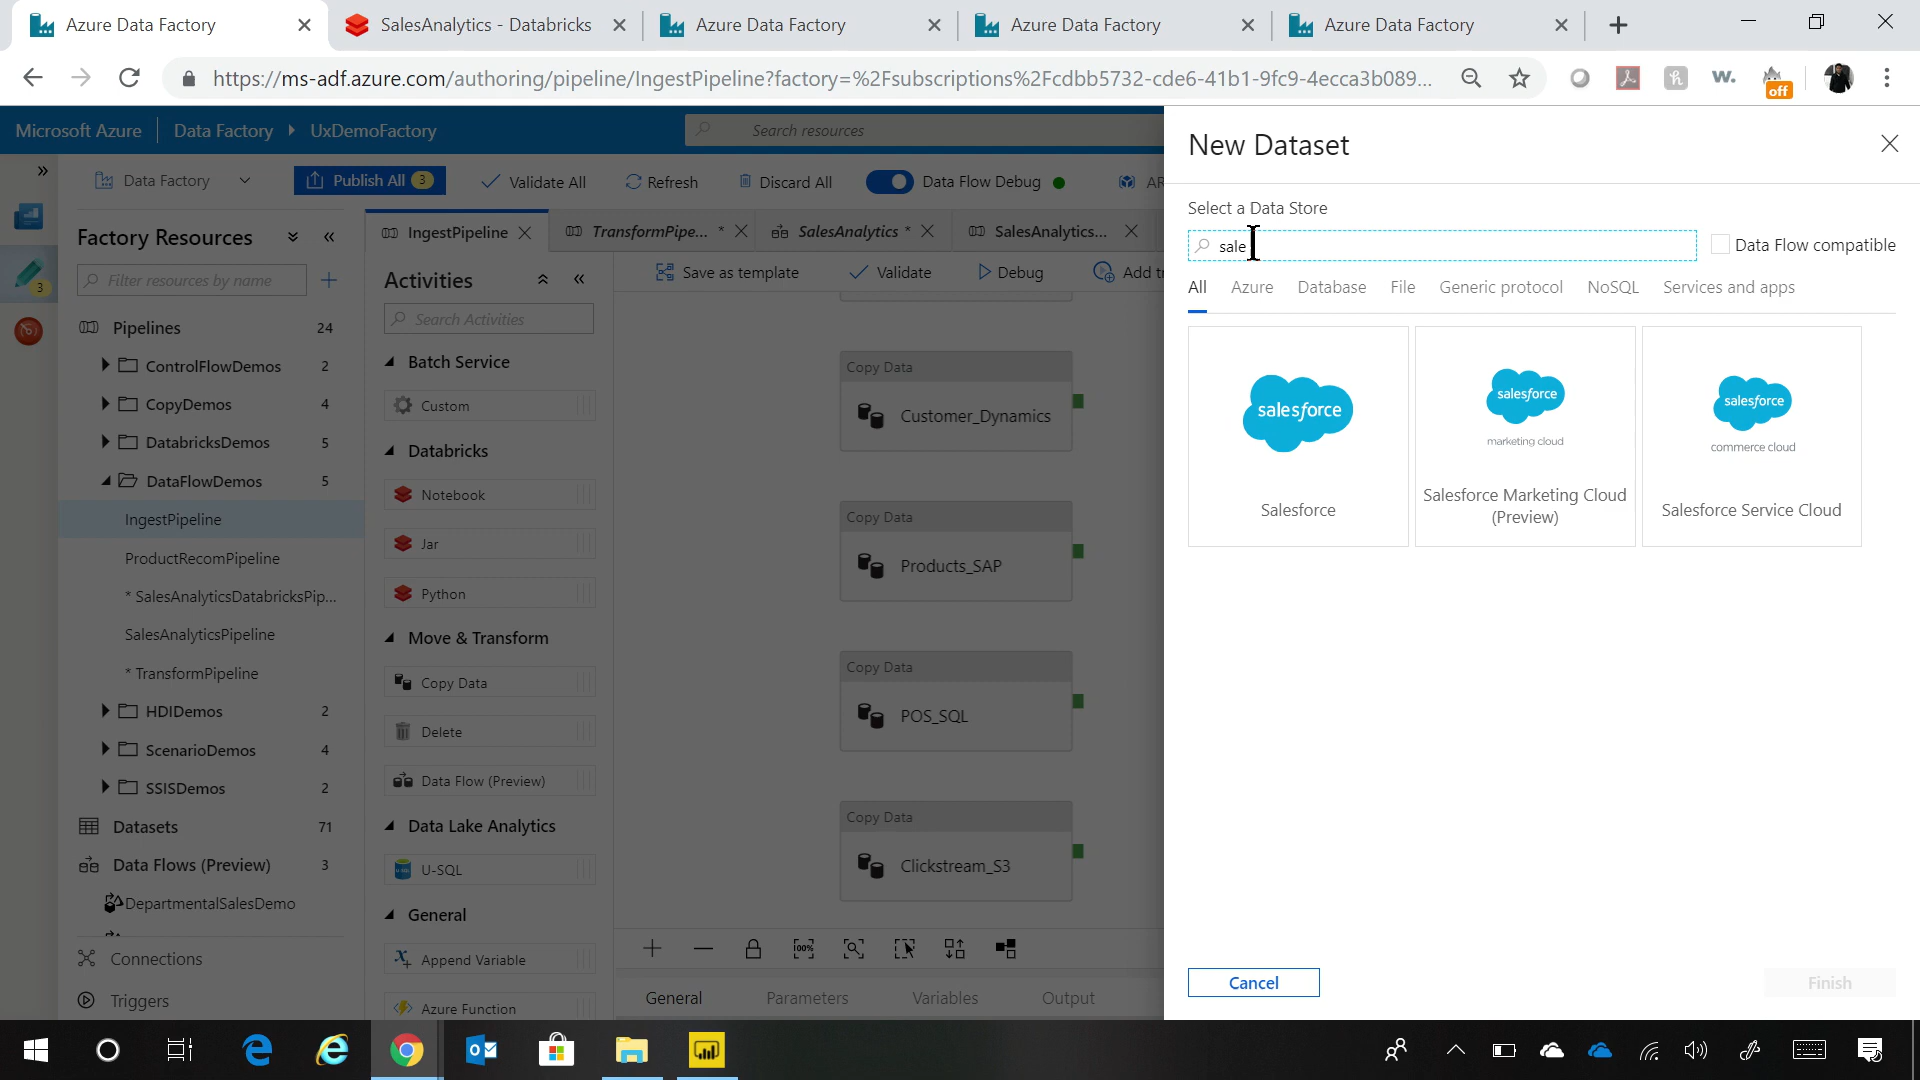 Azure Data Factory
SalesAnalytics - Databricks
Azure Data Factory
Azure Data Factory
Azure Data Factory
https://ms-adf.azure.com/authoring/pipeline/IngestPipeline?factory=%2Fsubscriptions%2Fcdbb5732-cde6-41b1-9fc9-4ecca3b089...
w.
off
Microsoft Azure
Data Factory
UxDemoFactory
Search resources
Data Factory
Publish All 3
Validate All
Refresh
Discard All
Data Flow Debug
AR
3
Factory Resources
Filter resources by name
Pipelines 24
ControlFlowDemos 2
CopyDemos 4
DatabricksDemos 5
DataFlowDemos 5
IngestPipeline
ProductRecomPipeline
* SalesAnalyticsDatabricksPip...
SalesAnalyticsPipeline
* TransformPipeline
HDIDemos 2
ScenarioDemos 4
SSISDemos 2
Datasets 71
Data Flows (Preview) 3
DepartmentalSalesDemo
Connections
Triggers
IngestPipeline
TransformPipe... *
SalesAnalytics *
SalesAnalytics...
Activities
Search Activities
Batch Service
Custom
Databricks
Notebook
Jar
Python
Move & Transform
Copy Data
Delete
Data Flow (Preview)
Data Lake Analytics
U-SQL
General
Append Variable
Azure Function
Save as template
Validate
Debug
Add tr
Copy Data
Customer_Dynamics
Copy Data
Products_SAP
Copy Data
POS_SQL
Copy Data
Clickstream_S3
100%
General
Parameters
Variables
Output
New Dataset
Select a Data Store
sale
Data Flow compatible
All
Azure
Database
File
Generic protocol
NoSQL
Services and apps
salesforce
Salesforce
salesforce
marketing cloud
Salesforce Marketing Cloud
(Preview)
salesforce
commerce cloud
Salesforce Service Cloud
Cancel
Finish